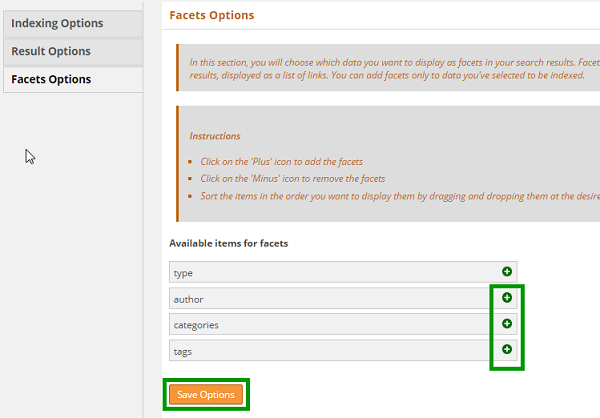 Indexing Options
Result Options
Facets Options
Facets Options
In this section, you will choose which data you want to display as facets in your search results. Facet
results, displayed as a list of links. You can add facets only to data you've selected to be indexed.
Instructions
Click on the 'Plus' icon to add the facets
Click on the 'Minus' icon to remove the facets
Sort the items in the order you want to display them by dragging and dropping them at the desire
Available items for facets
type
author
categories
tags
Save Options